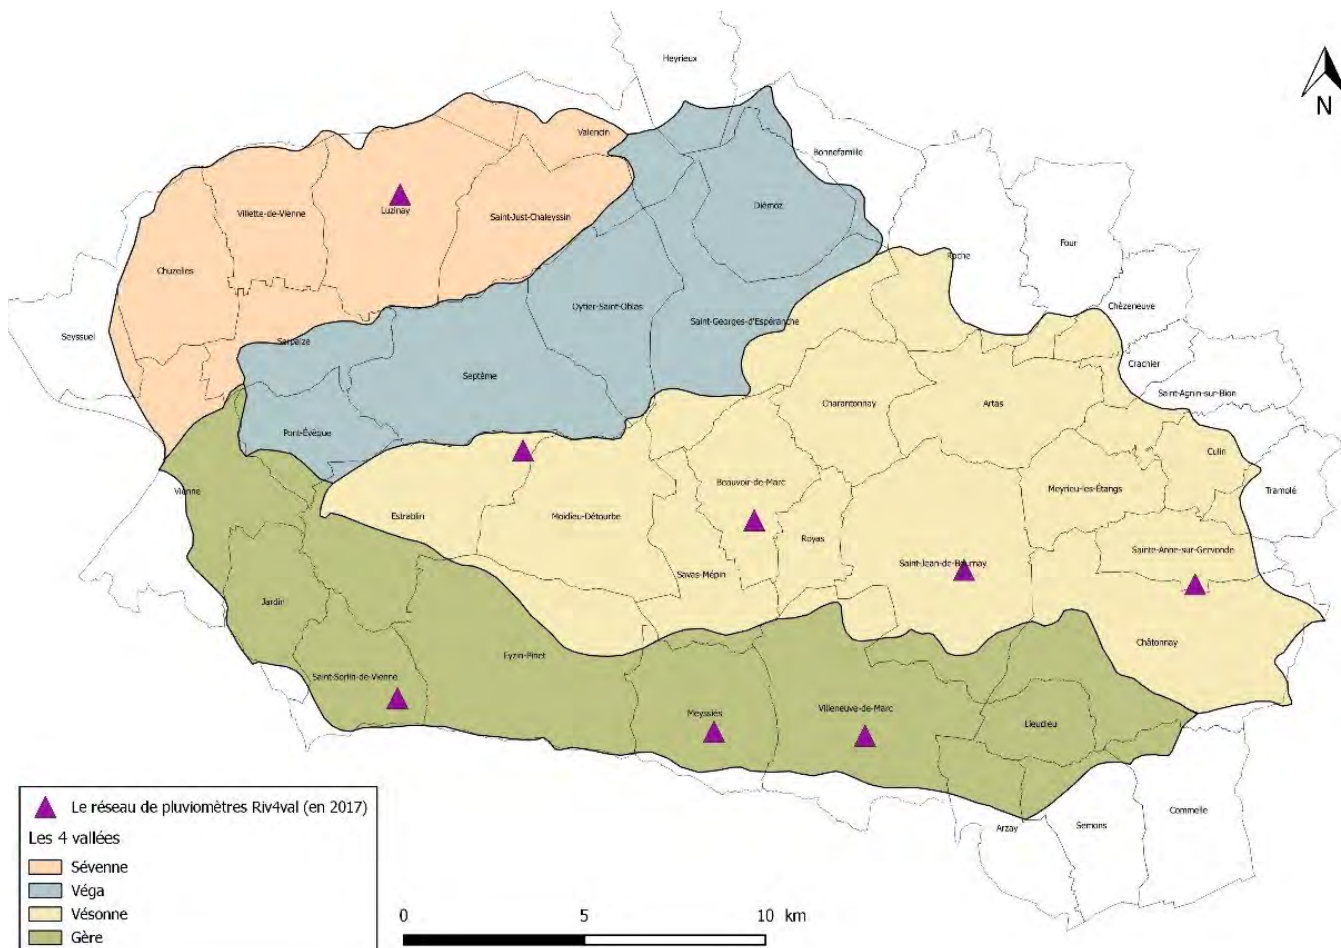 Heyrieux
N
Valencin
Bonnefamille
Villette-de-Vienne
Luzinay
Saint-Just-Chaleyssin
Diémoz
Roche
Four
Chuzelles
Chèzeneuve
Oytier-Saint-Oblas
Saint-Georges-d'Espéranche
Seyssuel
Serpaize
Crachier
Septème
Saint-Agnin-sur-Bion
Charantonnay
Artas
Pont-Évêque
Culin
Beauvoir-de-Marc
Meyrieu-les-Étangs
Tramolé
Vienne
Estrablin
Moidieu-Détourbe
Royas
Sainte-Anne-sur-Gervonde
Saint-Jean-de-Bournay
Savas-Mépin
Jardin
Châtonnay
Eyzin-Pinet
Saint-Sorlin-de-Vienne
Meyssiès
Villeneuve-de-Marc
Lieudieu
Commelle
Arzay
Semons
Le réseau de pluviomètres Riv4val (en 2017)
Les 4 vallées
Sévenne
Véga
Vésonne
Gère
0 5 10 km